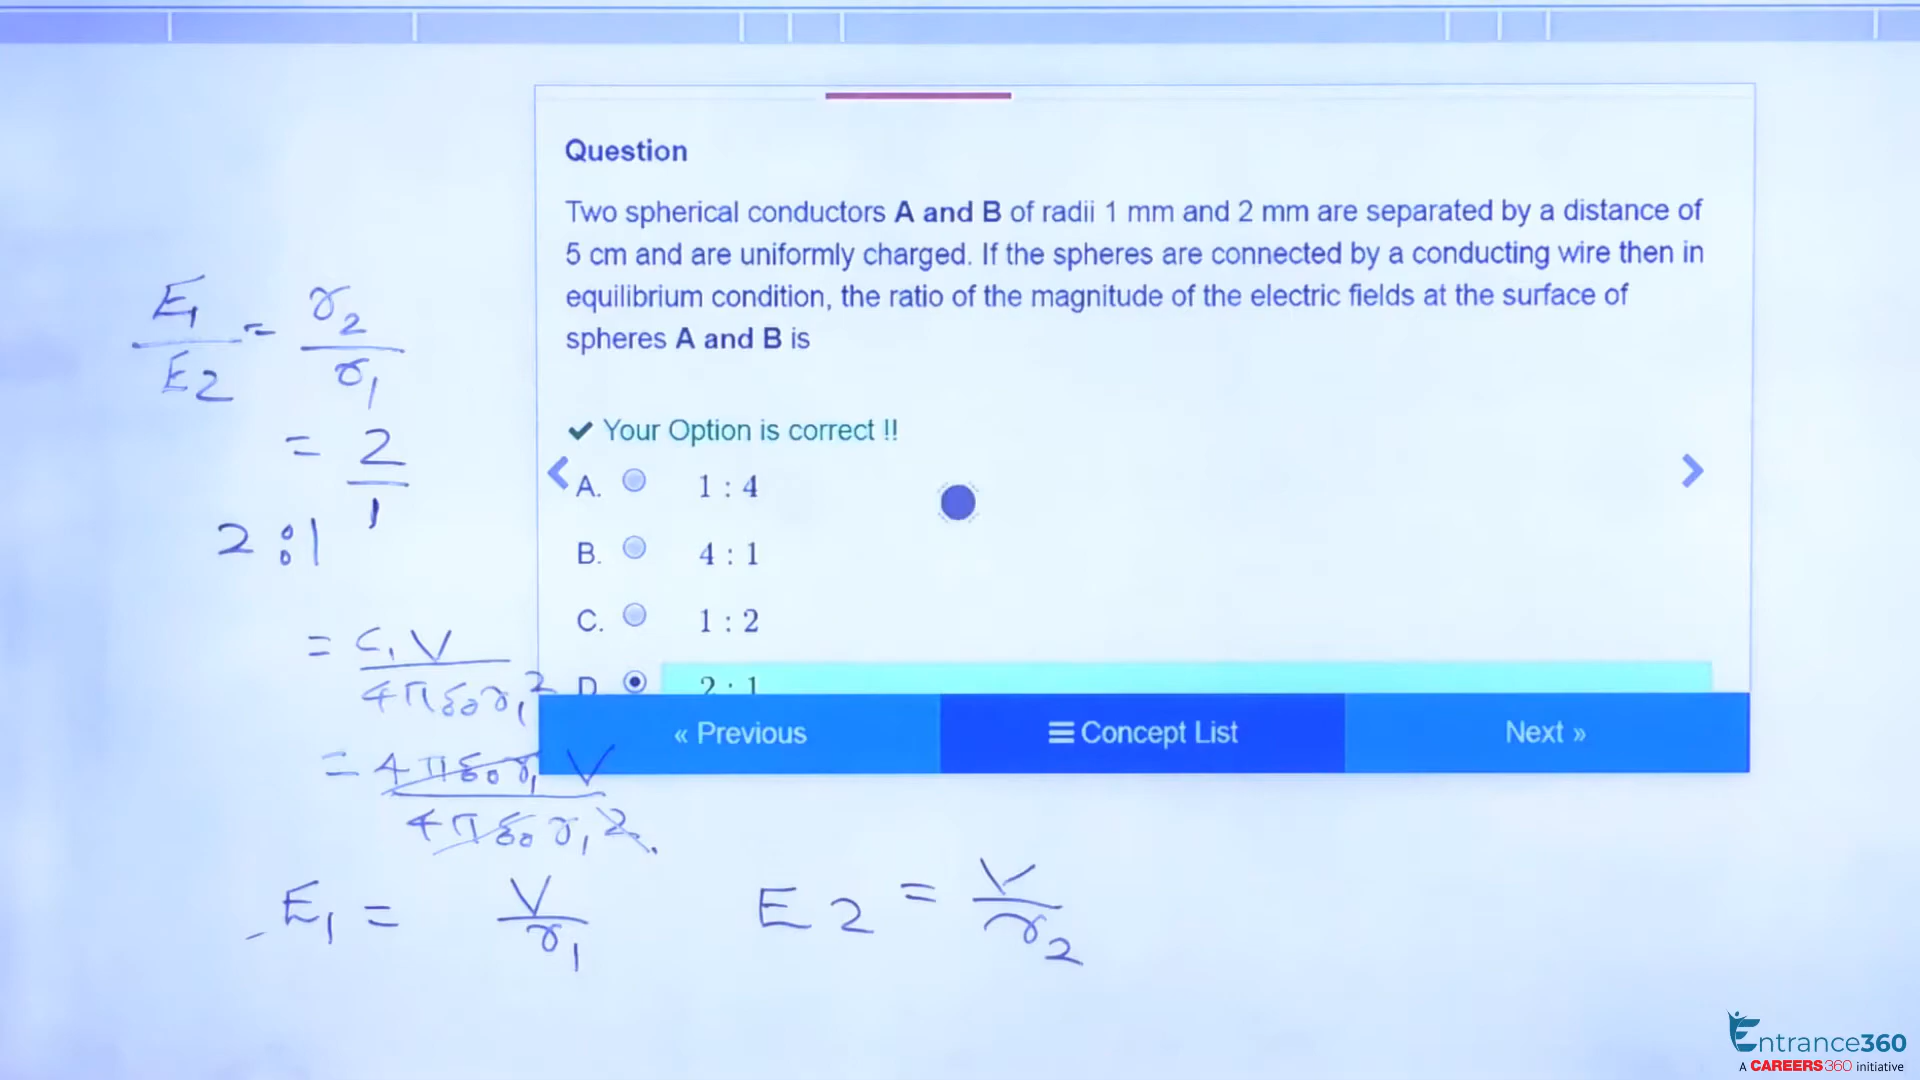 Question
Two spherical conductors A and B of radii 1 mm and 2 mm are separated by a distance of
5 cm and are uniformly charged. If the spheres are connected by a conducting wire then in
equilibrium condition, the ratio of the magnitude of the electric fields at the surface of
spheres A and B is
✔ Your Option is correct !!
A. 1 : 4
B. 4 : 1
C. 1 : 2
D 2 : 1
« Previous
Concept List
Next »
E₁/E₂ = r₂/r₁
= 2/1
2 : 1
= C₁V / 4πε₀r₁²
= 4πε₀r₁ V / 4πε₀r₁²
E₁ = V/r₁
E₂ = V/r₂
Entrance360
A CAREERS360 initiative